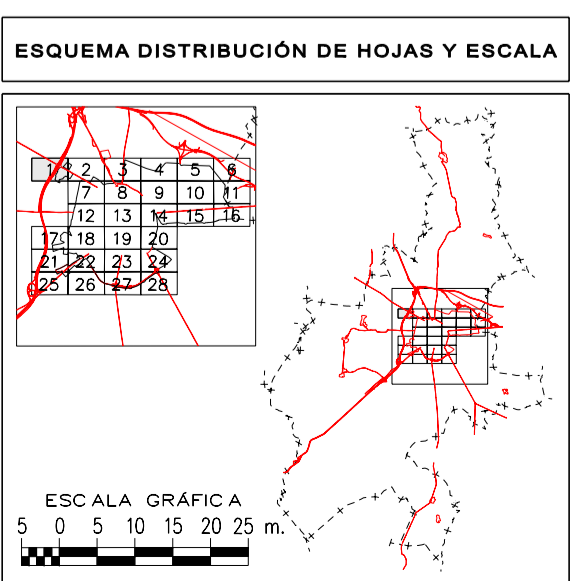 ESQUEMA DISTRIBUCIÓN DE HOJAS Y ESCALA
1 2 3 4 5 6
7 8 9 10 11
12 13 14 15 16
17 18 19 20
21 22 23 24
25 26 27 28
ESCALA GRÁFICA
5 0 5 10 15 20 25 m.